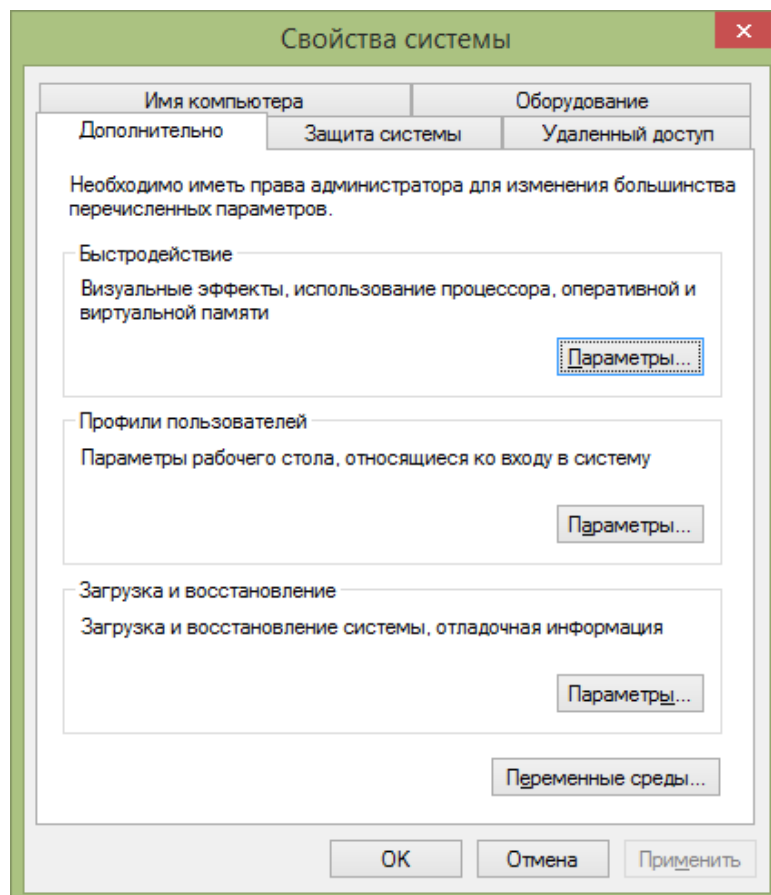 Свойства системы
Имя компьютера
Оборудование
Дополнительно
Защита системы
Удаленный доступ
Необходимо иметь права администратора для изменения большинства
перечисленных параметров.
Быстродействие
Визуальные эффекты, использование процессора, оперативной и
виртуальной памяти
Параметры...
Профили пользователей
Параметры рабочего стола, относящиеся ко входу в систему
Параметры...
Загрузка и восстановление
Загрузка и восстановление системы, отладочная информация
Параметры...
Переменные среды...
OK
Отмена
Применить